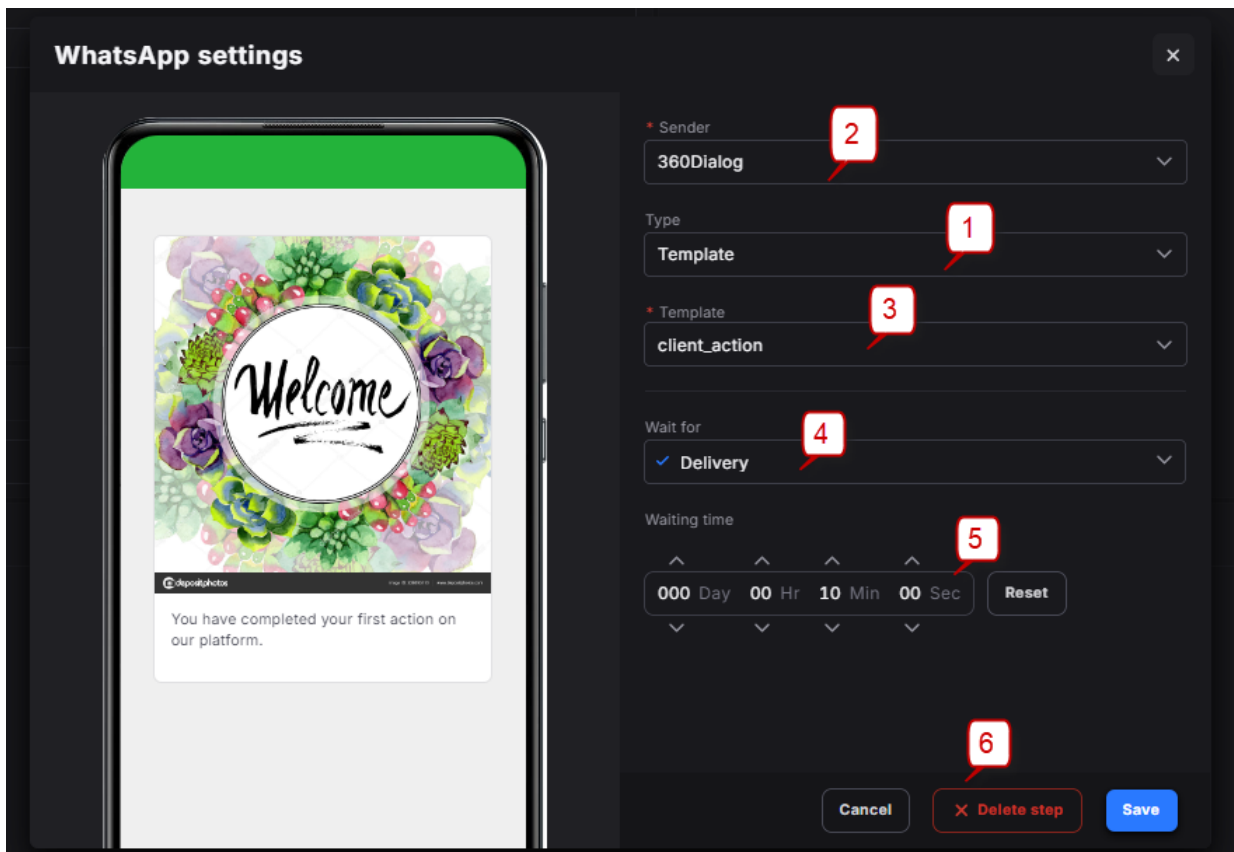 WhatsApp settings
* Sender
2
360Dialog
Type
1
Template
* Template
3
client_action
Wait for
4
Delivery
Waiting time
5
000 Day 00 Hr 10 Min 00 Sec Reset
6
Cancel Delete step Save
Welcome
depositphotos
You have completed your first action on
our platform.